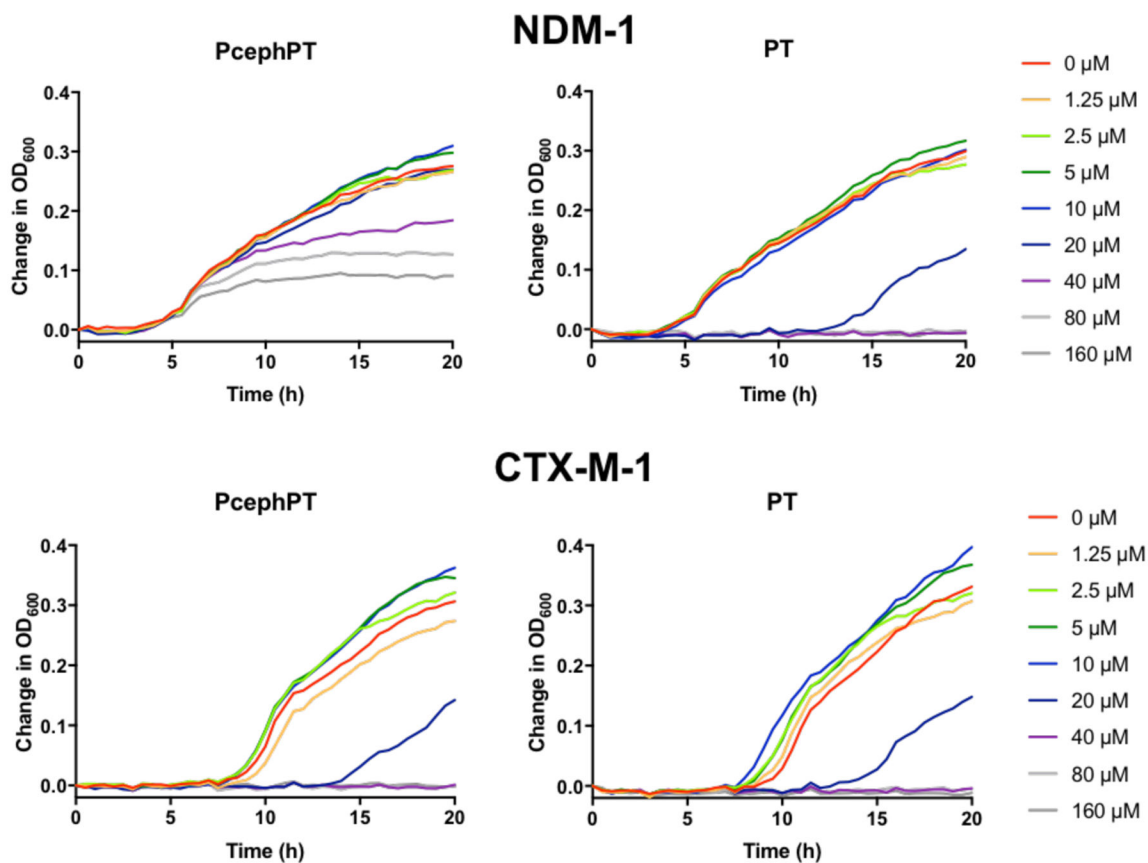 NDM-1
PcephPT
PT
0.4
0.3
0.2
0.1
0.0
Change in OD600
0
5
10
15
20
Time (h)
0.4
0.3
0.2
0.1
0.0
Change in OD600
0
5
10
15
20
Time (h)
0 µM
1.25 µM
2.5 µM
5 µM
10 µM
20 µM
40 µM
80 µM
160 µM
CTX-M-1
PcephPT
PT
0.4
0.3
0.2
0.1
0.0
Change in OD600
0
5
10
15
20
Time (h)
0.4
0.3
0.2
0.1
0.0
Change in OD600
0
5
10
15
20
Time (h)
0 µM
1.25 µM
2.5 µM
5 µM
10 µM
20 µM
40 µM
80 µM
160 µM